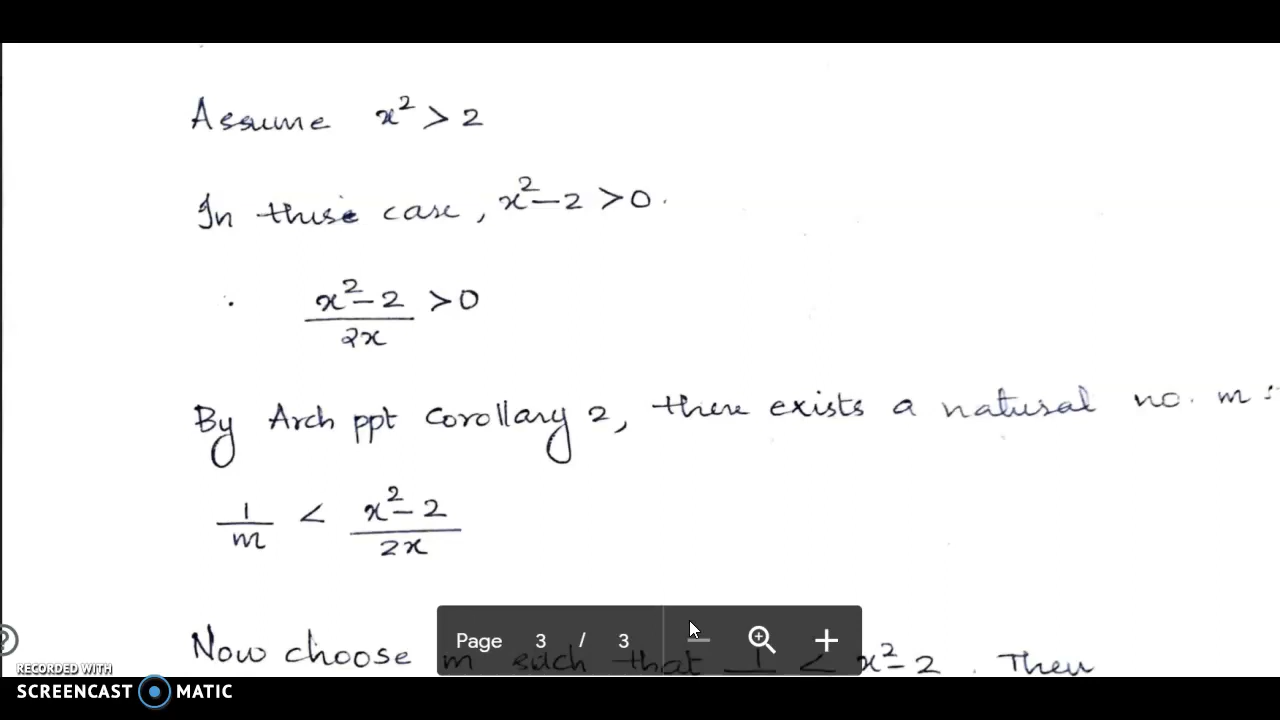 Assume x² > 2
In this case, x² - 2 > 0.
x² - 2 / 2x > 0
By Arch ppt Corollary 2, there exists a natural no. m
1/m < x² - 2 / 2x
Now choose m such that 1 < x² - 2 . Then
Page 3 / 3
RECORDED WITH
SCREENCAST MATIC